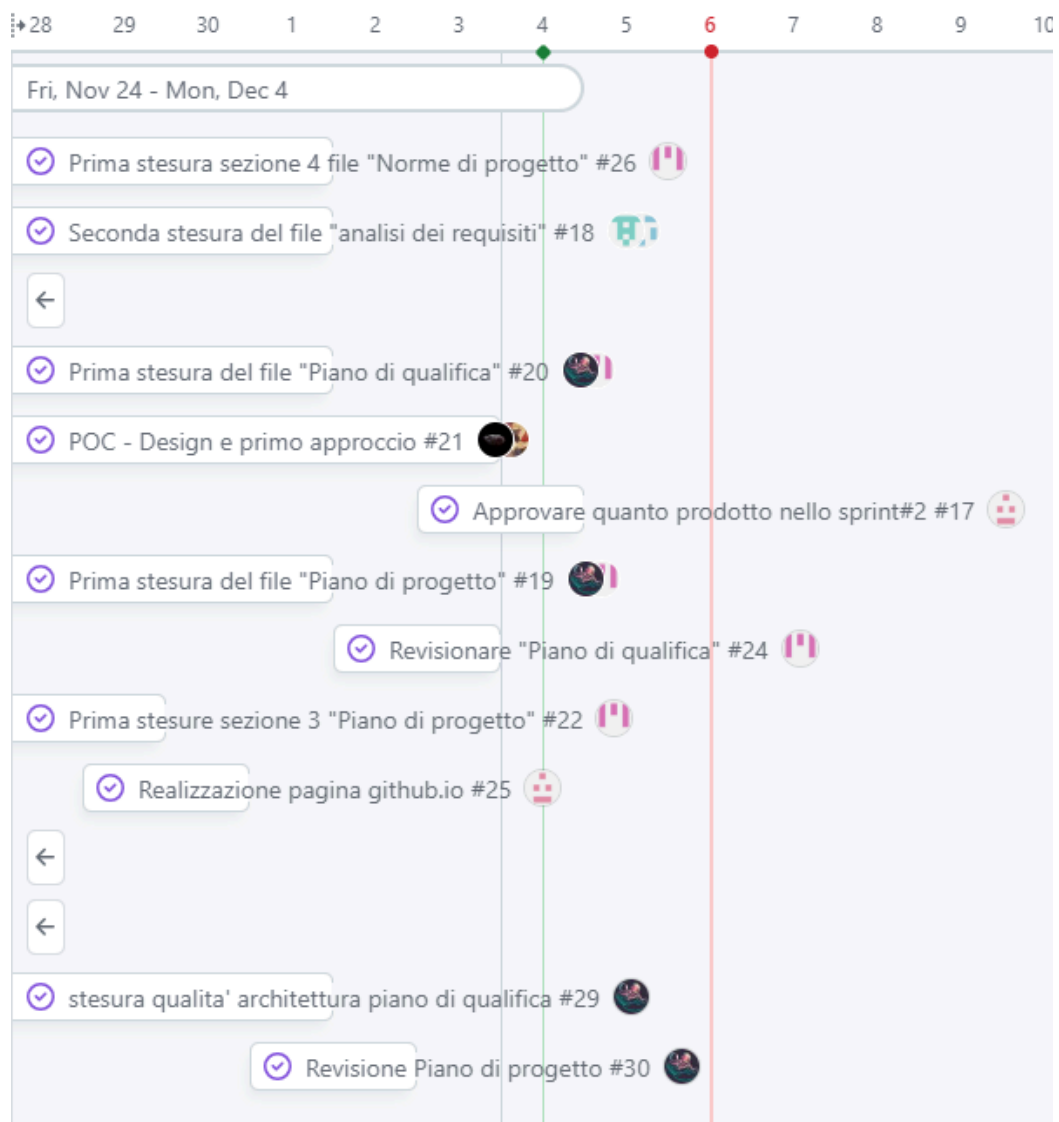 28 29 30 1 2 3 4 5 6 7 8 9 10
Fri, Nov 24 - Mon, Dec 4
Prima stesura sezione 4 file "Norme di progetto" #26
Seconda stesura del file "analisi dei requisiti" #18
Prima stesura del file "Piano di qualifica" #20
POC - Design e primo approccio #21
Approvare quanto prodotto nello sprint#2 #17
Prima stesura del file "Piano di progetto" #19
Revisionare "Piano di qualifica" #24
Prima stesure sezione 3 "Piano di progetto" #22
Realizzazione pagina github.io #25
stesura qualita' architettura piano di qualifica #29
Revisione Piano di progetto #30